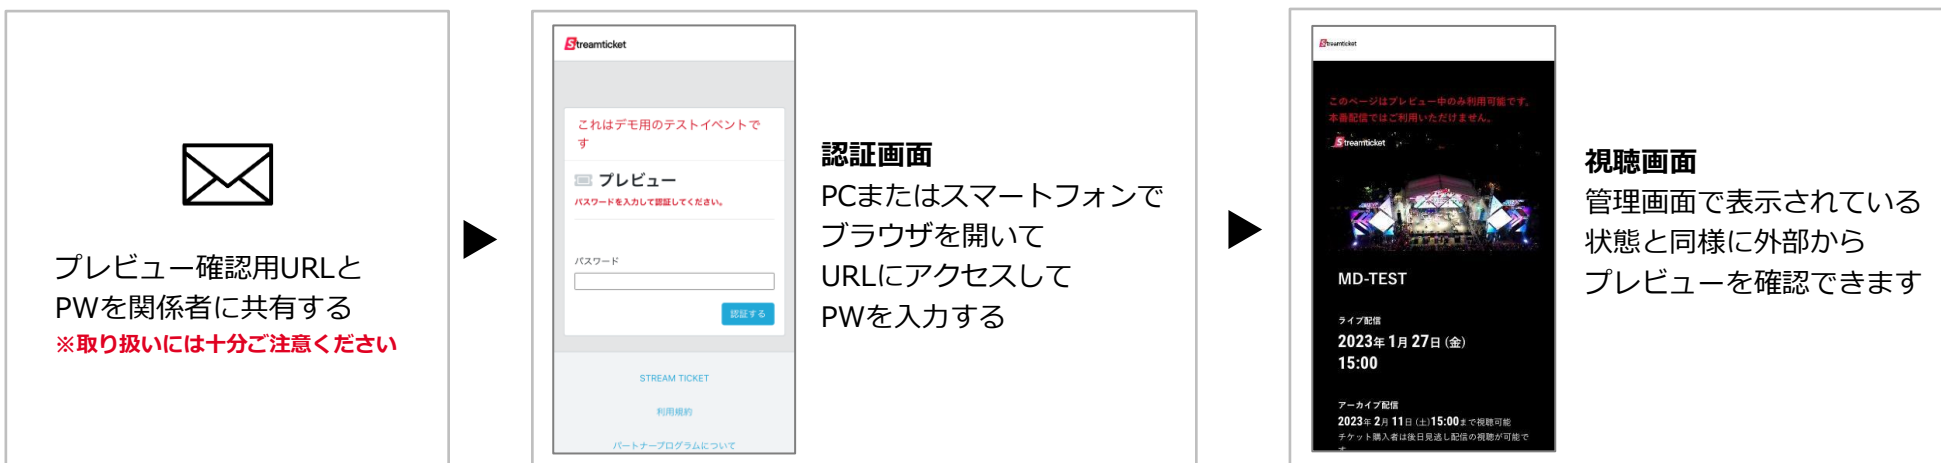 プレビュー確認用URLと
PWを関係者に共有する
※取り扱いには十分ご注意ください
Streamticket
これはデモ用のテストイベントで
す
プレビュー
パスワードを入力して認証してください。
パスワード
認証する
STREAM TICKET
利用規約
パートナープログラムについて
認証画面
PCまたはスマートフォンで
ブラウザを開いて
URLにアクセスして
PWを入力する
Streamticket
このページはプレビュー中のみ利用可能です。
本番配信ではご利用いただけません。
Streamticket
MD-TEST
ライブ配信
2023年 1月 27日 (金)
15:00
アーカイブ配信
2023年 2月 11日 (土)15:00まで視聴可能
チケット購入者は後日見逃し配信の視聴が可能で
す
視聴画面
管理画面で表示されている
状態と同様に外部から
プレビューを確認できます